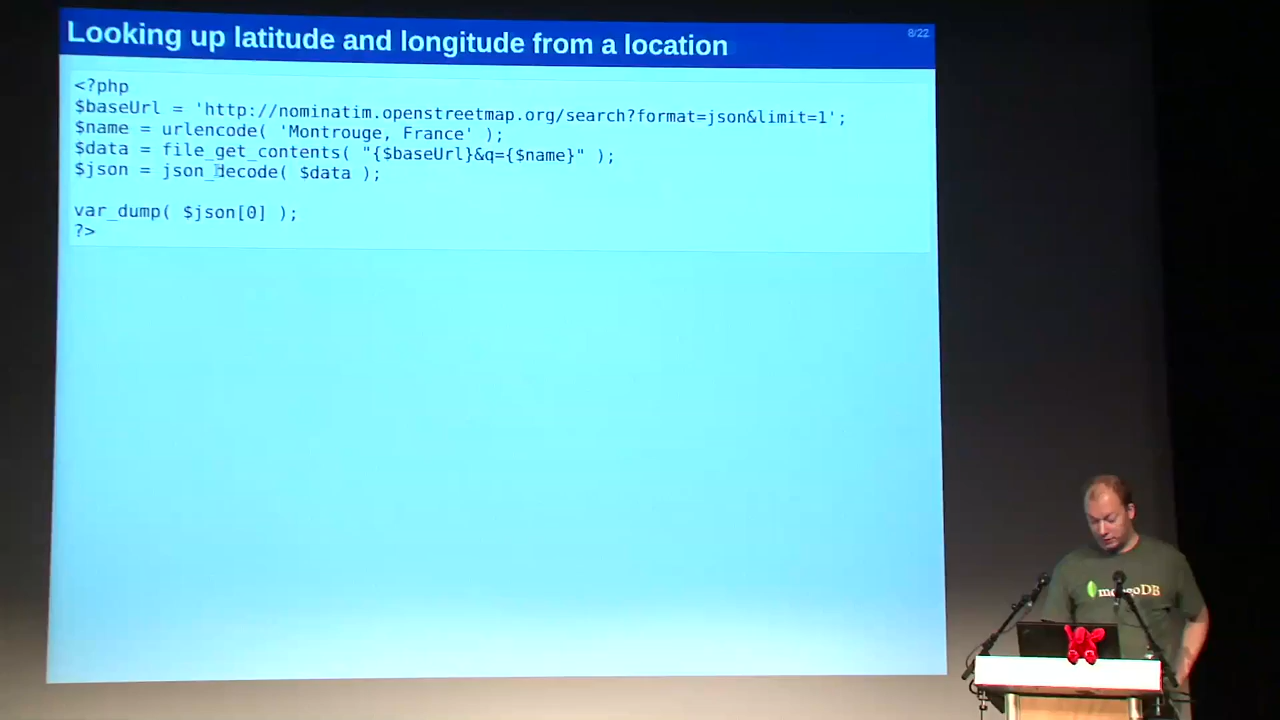 Looking up latitude and longitude from a location
8/22
<?php
$baseUrl = 'http://nominatim.openstreetmap.org/search?format=json&limit=1';
$name = urlencode( 'Montrouge, France' );
$data = file_get_contents( "{$baseUrl}&q={$name}" );
$json = json_decode( $data );
var_dump( $json[0] );
?>
mongoDB